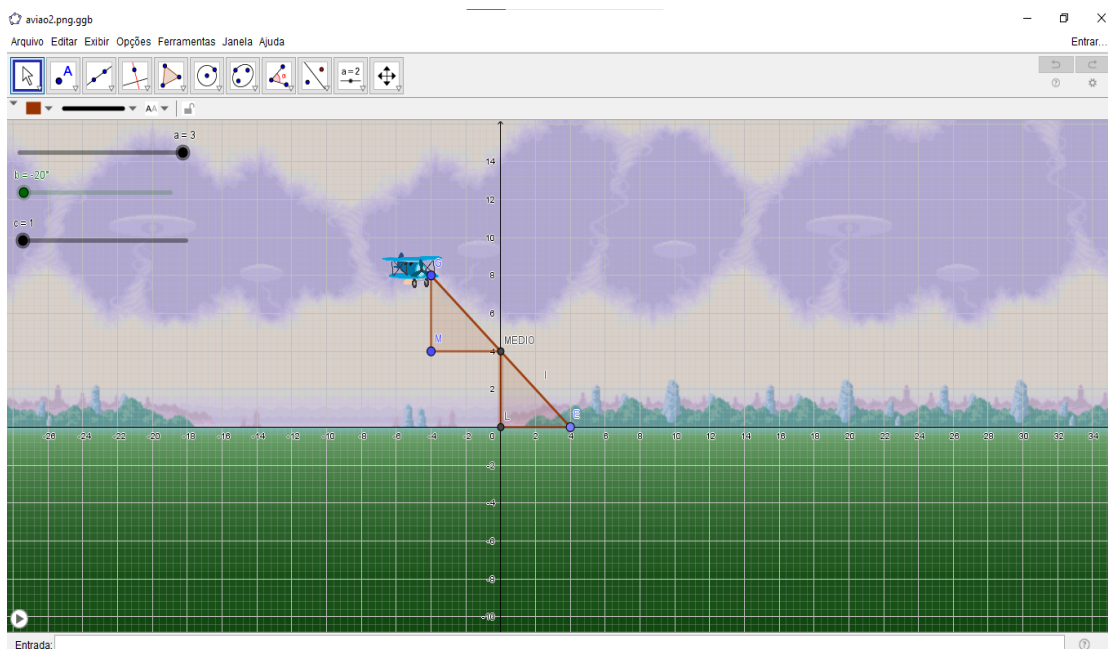 aviao2.png.ggb
Arquivo Editar Exibir Opções Ferramentas Janela Ajuda
Entrar...
A
α
a=2
AA
a = 3
b = -20°
c = 1
14
12
10
G
8
6
M
MEDIO
4
l
2
L
E
-26 -24 -22 -20 -18 -16 -14 -12 -10 -8 -6 -4 -2 0 2 4 6 8 10 12 14 16 18 20 22 24 26 28 30 32 34
-2
-4
-6
-8
-10
Entrada: